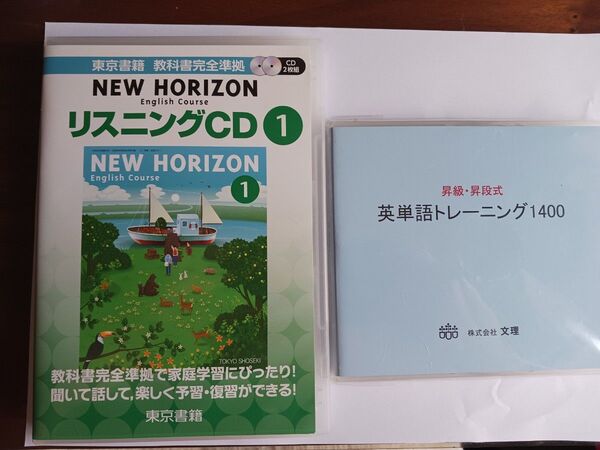 東京書籍 教科書完全準拠
CD
2枚組
NEW HORIZON
English Course
リスニングCD 1
NEW HORIZON
English Course
1
TOKYO SHOSEKI
教科書完全準拠で家庭学習にぴったり!
聞いて話して,楽しく予習・復習ができる!
東京書籍
昇級・昇段式
英単語トレーニング1400
株式会社 文理